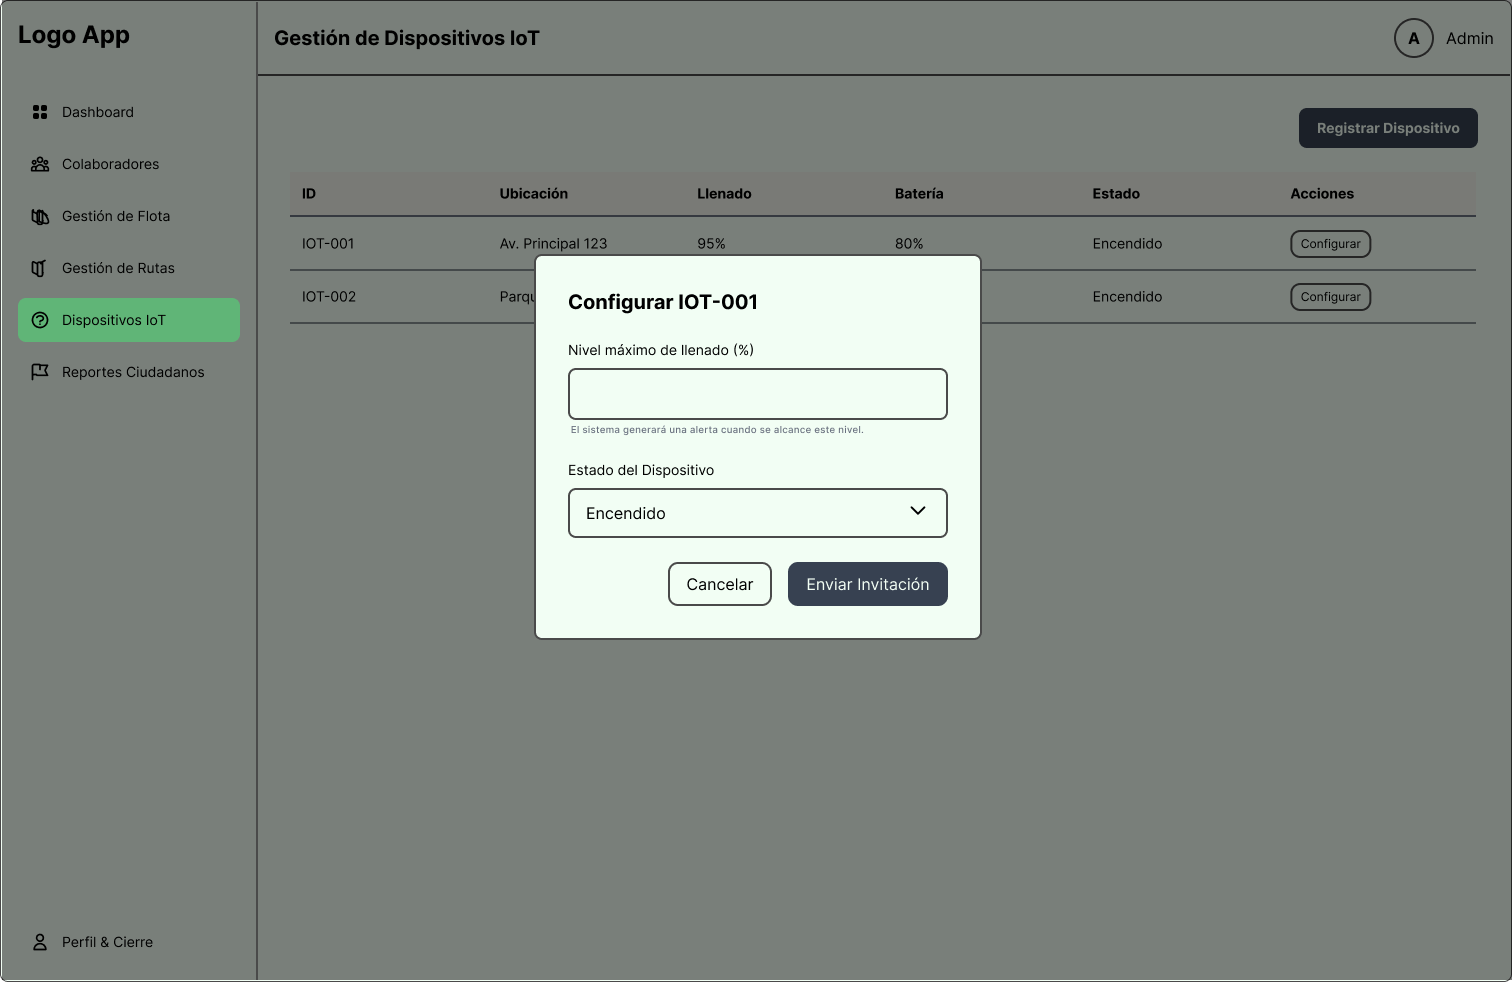 Logo App
Gestión de Dispositivos IoT
A Admin
Dashboard
Colaboradores
Gestión de Flota
Gestión de Rutas
Dispositivos IoT
Reportes Ciudadanos
Perfil & Cierre
Registrar Dispositivo
ID Ubicación Llenado Batería Estado Acciones
IOT-001 Av. Principal 123 95% 80% Encendido Configurar
IOT-002 Encendido Configurar
Configurar IOT-001
Nivel máximo de llenado (%)
El sistema generará una alerta cuando se alcance este nivel.
Estado del Dispositivo
Encendido
Cancelar Enviar Invitación